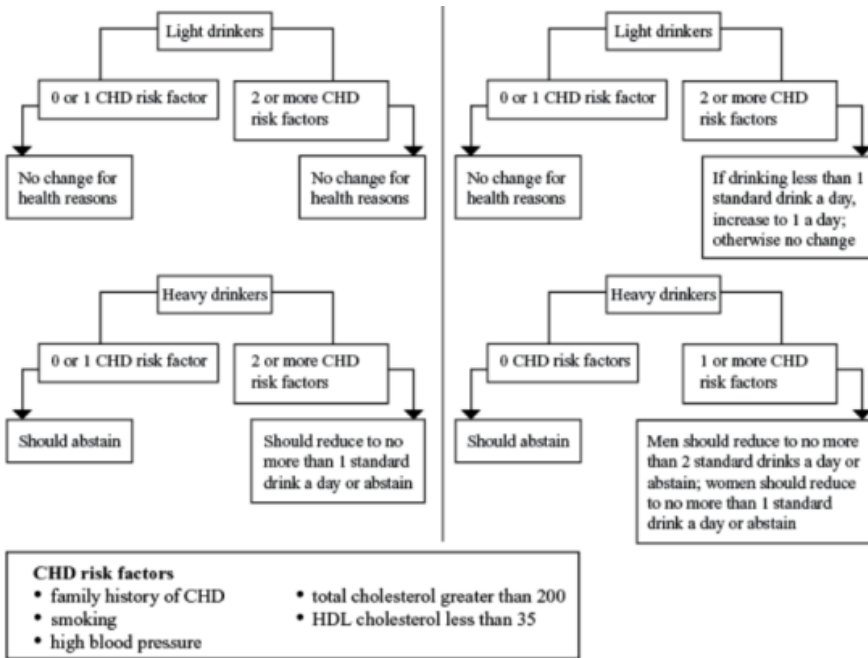 Light drinkers
0 or 1 CHD risk factor
2 or more CHD
risk factors
No change for
health reasons
No change for
health reasons
Heavy drinkers
0 or 1 CHD risk factor
2 or more CHD
risk factors
Should abstain
Should reduce to no
more than 1 standard
drink a day or abstain
Light drinkers
0 or 1 CHD risk factor
2 or more CHD
risk factors
No change for
health reasons
If drinking less than 1
standard drink a day,
increase to 1 a day;
otherwise no change
Heavy drinkers
0 CHD risk factors
1 or more CHD
risk factors
Should abstain
Men should reduce to no more
than 2 standard drinks a day or
abstain; women should reduce
to no more than 1 standard
drink a day or abstain
CHD risk factors
• family history of CHD
• smoking
• high blood pressure
• total cholesterol greater than 200
• HDL cholesterol less than 35